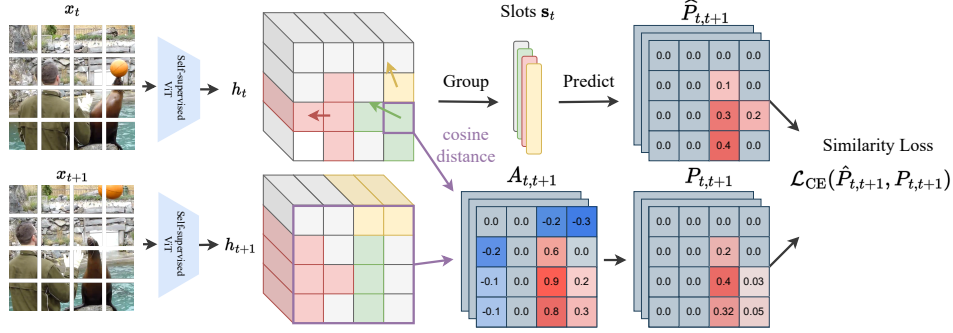 x_t
Self-supervised
ViT
h_t
Group
Slots s_t
Predict
P̂_{t,t+1}
0.0 0.0 0.0 0.0
0.0 0.0 0.1 0.0
0.0 0.0 0.3 0.2
0.0 0.0 0.4 0.0
cosine
distance
Similarity Loss
L_CE(P̂_{t,t+1}, P_{t,t+1})
x_{t+1}
Self-supervised
ViT
h_{t+1}
A_{t,t+1}
0.0 0.0 -0.2 -0.3
-0.2 0.0 0.6 0.0
-0.1 0.0 0.9 0.2
-0.1 0.0 0.8 0.3
P_{t,t+1}
0.0 0.0 0.0 0.0
0.0 0.0 0.2 0.0
0.0 0.0 0.4 0.03
0.0 0.0 0.32 0.05